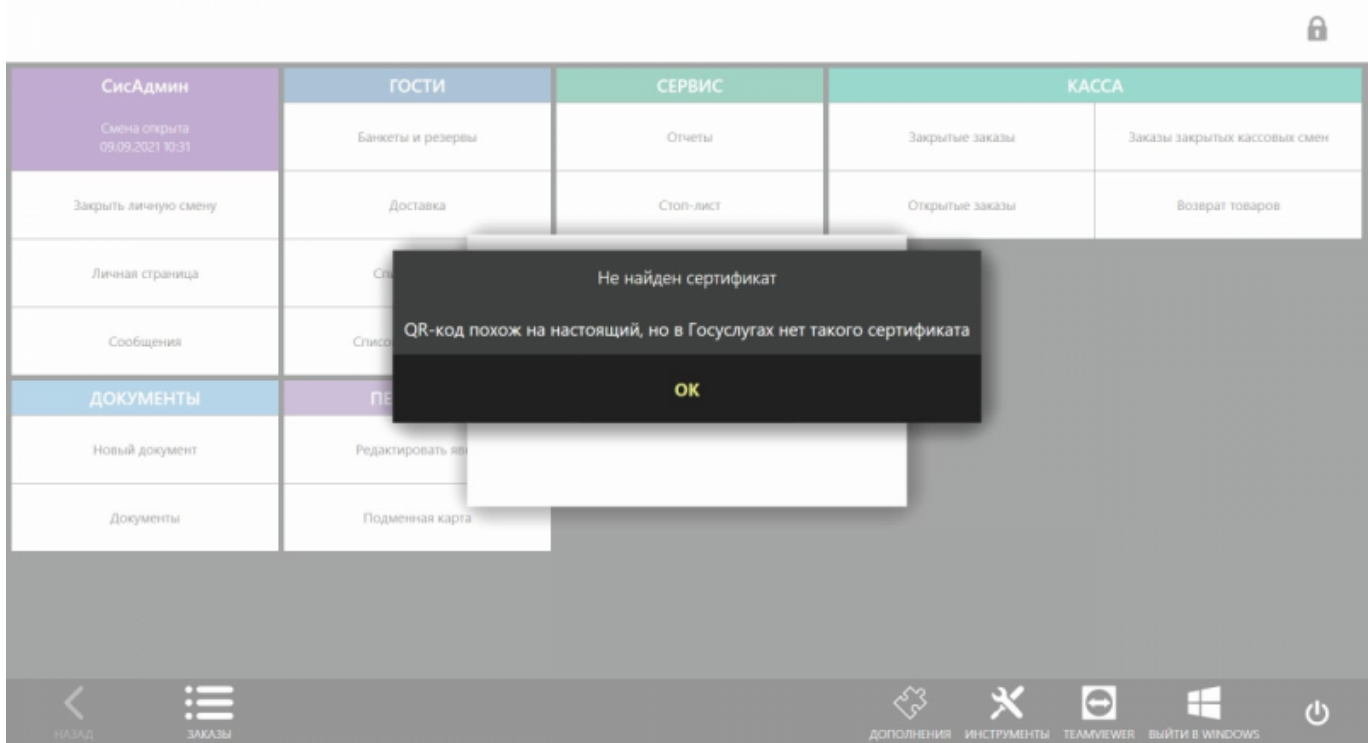 СисАдмин
Смена открыта
09.09.2021 10:31
Закрыть личную смену
Личная страница
Сообщения
ГОСТИ
Банкеты и резервы
Доставка
СЕРВИС
Отчеты
Стоп-лист
КАССА
Закрытые заказы
Заказы закрытых кассовых смен
Открытые заказы
Возврат товаров
Не найден сертификат
QR-код похож на настоящий, но в Госуслугах нет такого сертификата
ОК
ДОКУМЕНТЫ
Новый документ
Документы
Редактировать
Подменная карта
НАЗАД
ЗАКАЗЫ
ДОПОЛНЕНИЯ
ИНСТРУМЕНТЫ
TEAMVIEWER
ВЫЙТИ В WINDOWS